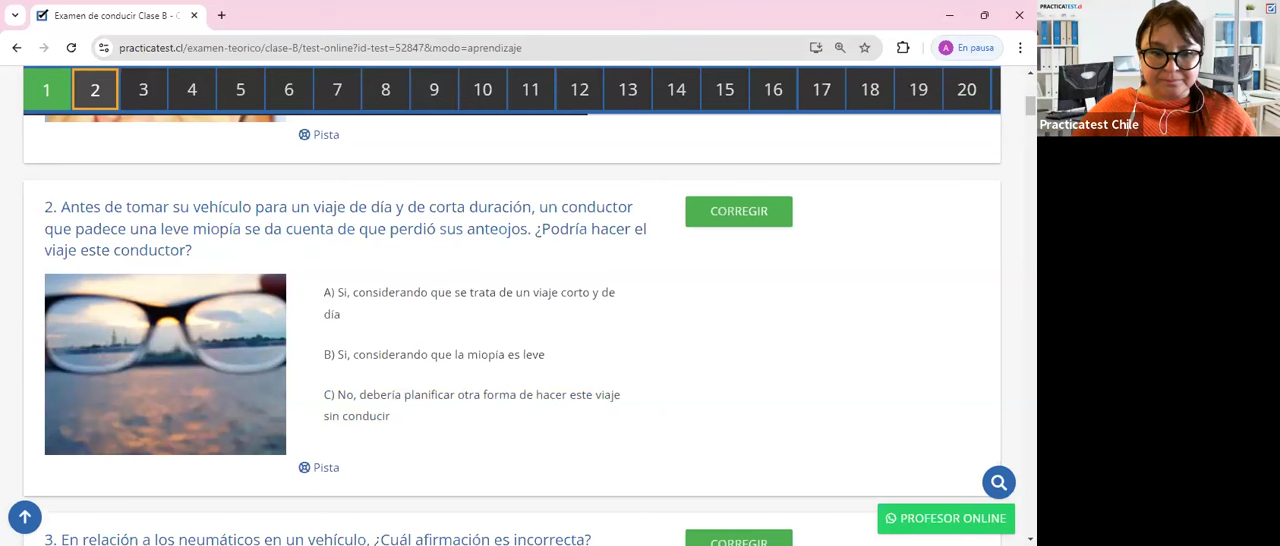 Examen de conducir Clase B - C
practicatest.cl/examen-teorico/clase-B/test-online?id-test=52847&modo=aprendizaje
A En pausa
PRACTICATEST.cl
Practicatest Chile
1 2 3 4 5 6 7 8 9 10 11 12 13 14 15 16 17 18 19 20
Pista
2. Antes de tomar su vehículo para un viaje de día y de corta duración, un conductor
que padece una leve miopía se da cuenta de que perdió sus anteojos. ¿Podría hacer el
viaje este conductor?
CORREGIR
A) Si, considerando que se trata de un viaje corto y de
día
B) Si, considerando que la miopía es leve
C) No, debería planificar otra forma de hacer este viaje
sin conducir
Pista
PROFESOR ONLINE
3. En relación a los neumáticos en un vehículo, ¿Cuál afirmación es incorrecta?
CORREGIR